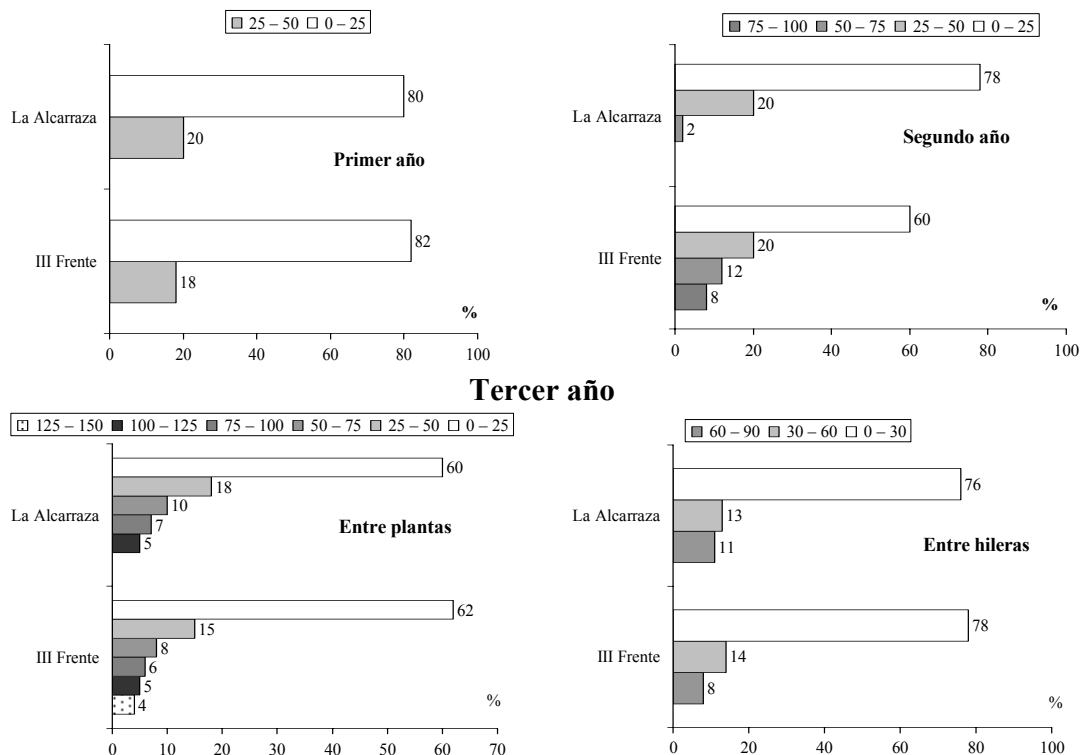 25 – 50 0 – 25
La Alcarraza
80
20
Primer año
III Frente
82
18
%
0 20 40 60 80 100
75 – 100 50 – 75 25 – 50 0 – 25
La Alcarraza
78
20
2
Segundo año
III Frente
60
20
12
8
%
0 20 40 60 80 100
Tercer año
125 – 150 100 – 125 75 – 100 50 – 75 25 – 50 0 – 25
La Alcarraza
60
18
10
7
5
Entre plantas
III Frente
62
15
8
6
5
4
%
0 10 20 30 40 50 60 70
60 – 90 30 – 60 0 – 30
La Alcarraza
76
13
11
Entre hileras
III Frente
78
14
8
%
0 20 40 60 80 100